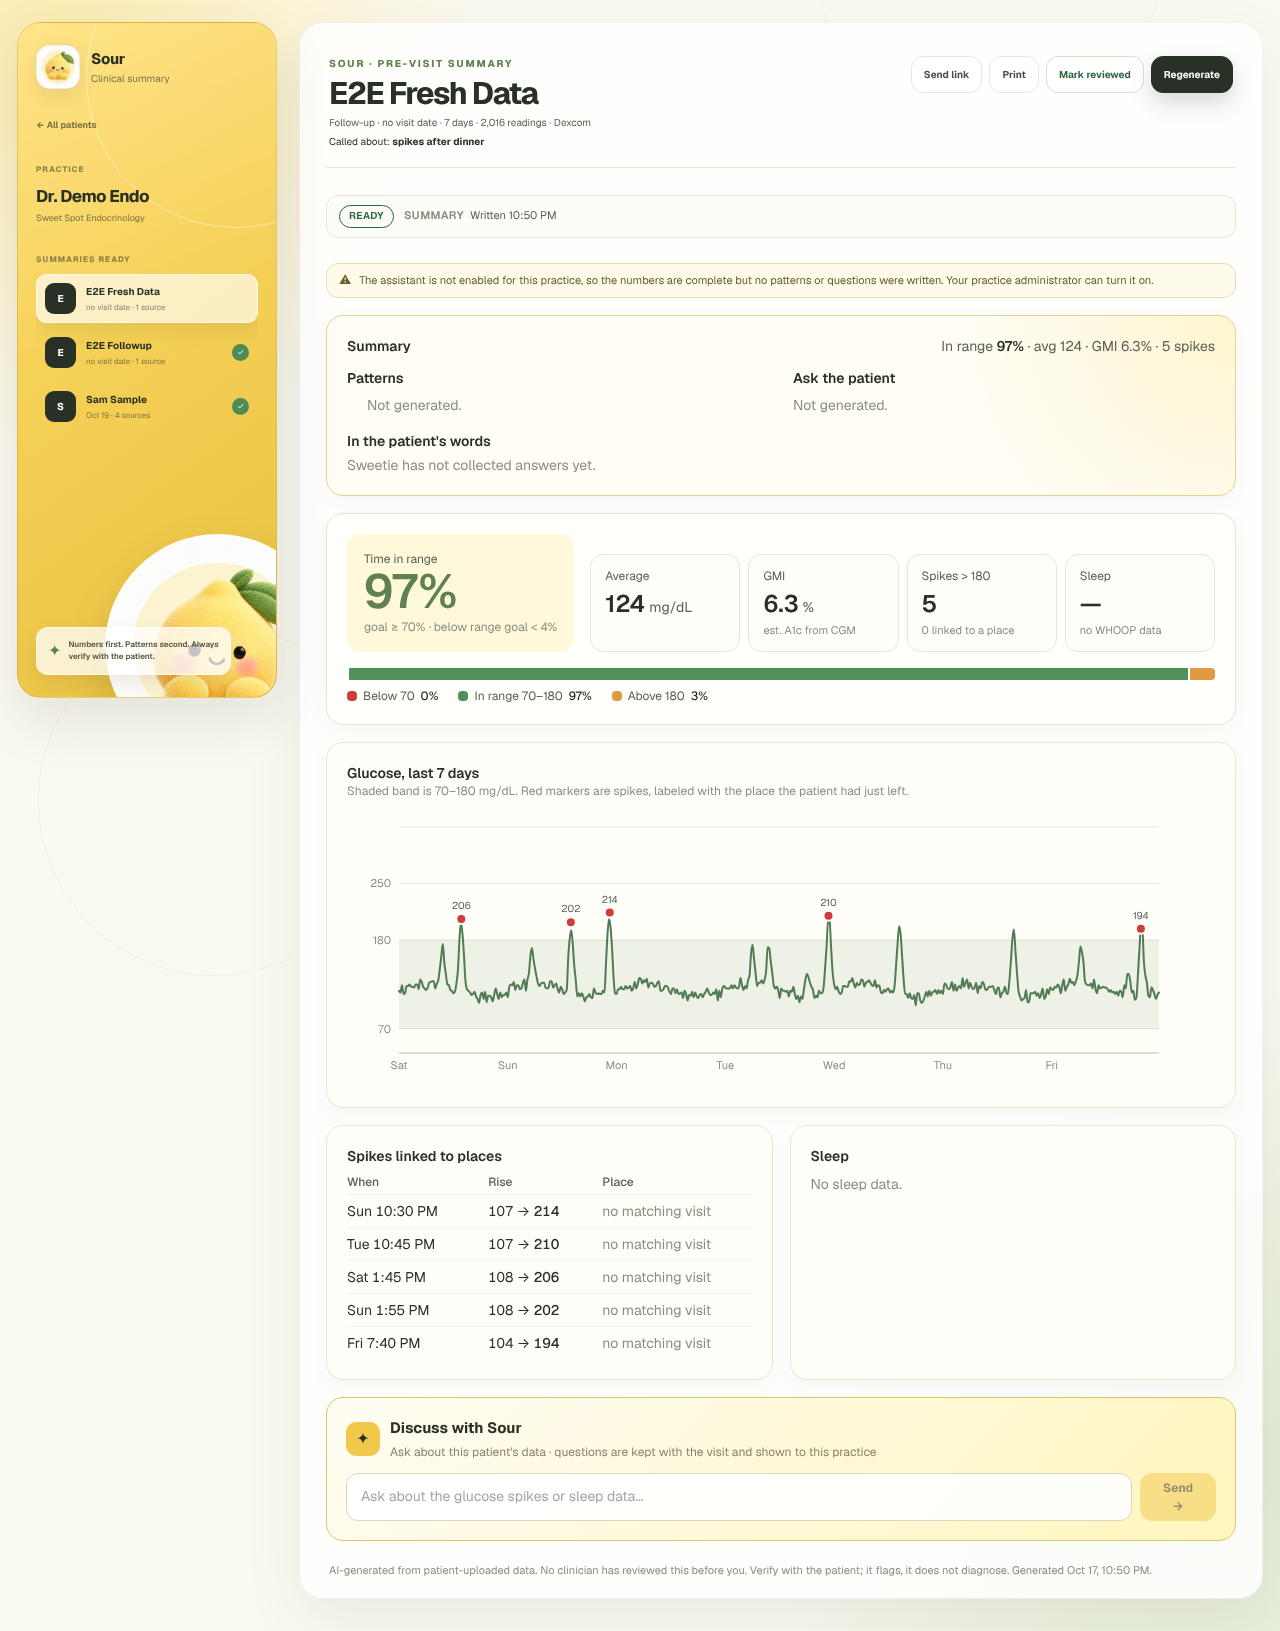 Sour
Clinical summary
← All patients
PRACTICE
Dr. Demo Endo
Sweet Spot Endocrinology
SUMMARIES READY
E
E2E Fresh Data
no visit date · 1 source
E
E2E Followup
no visit date · 1 source
S
Sam Sample
Oct 19 · 4 sources
Numbers first. Patterns second. Always
verify with the patient.
SOUR · PRE-VISIT SUMMARY
E2E Fresh Data
Follow-up · no visit date · 7 days · 2,016 readings · Dexcom
Called about: spikes after dinner
Send link
Print
Mark reviewed
Regenerate
READY SUMMARY Written 10:50 PM
The assistant is not enabled for this practice, so the numbers are complete but no patterns or questions were written. Your practice administrator can turn it on.
Summary
In range 97% · avg 124 · GMI 6.3% · 5 spikes
Patterns
Not generated.
Ask the patient
Not generated.
In the patient's words
Sweetie has not collected answers yet.
Time in range
97%
goal ≥ 70% · below range goal < 4%
Average
124 mg/dL
GMI
6.3 %
est. A1c from CGM
Spikes > 180
5
0 linked to a place
Sleep
—
no WHOOP data
Below 70 0% In range 70–180 97% Above 180 3%
Glucose, last 7 days
Shaded band is 70–180 mg/dL. Red markers are spikes, labeled with the place the patient had just left.
250
206 202 214 210 194
180
70
Sat Sun Mon Tue Wed Thu Fri
Spikes linked to places
When Rise Place
Sun 10:30 PM 107 → 214 no matching visit
Tue 10:45 PM 107 → 210 no matching visit
Sat 1:45 PM 108 → 206 no matching visit
Sun 1:55 PM 108 → 202 no matching visit
Fri 7:40 PM 104 → 194 no matching visit
Sleep
No sleep data.
Discuss with Sour
Ask about this patient's data · questions are kept with the visit and shown to this practice
Ask about the glucose spikes or sleep data…
Send
→
AI-generated from patient-uploaded data. No clinician has reviewed this before you. Verify with the patient; it flags, it does not diagnose. Generated Oct 17, 10:50 PM.